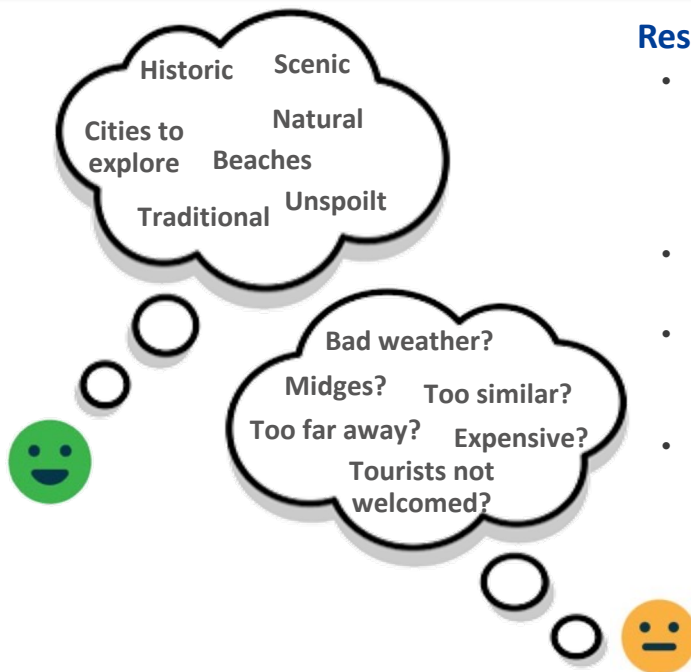 Res
Historic Scenic
Natural
Cities to
explore Beaches
Unspoilt
Traditional
Bad weather?
Midges? Too similar?
Too far away? Expensive?
Tourists not
welcomed?